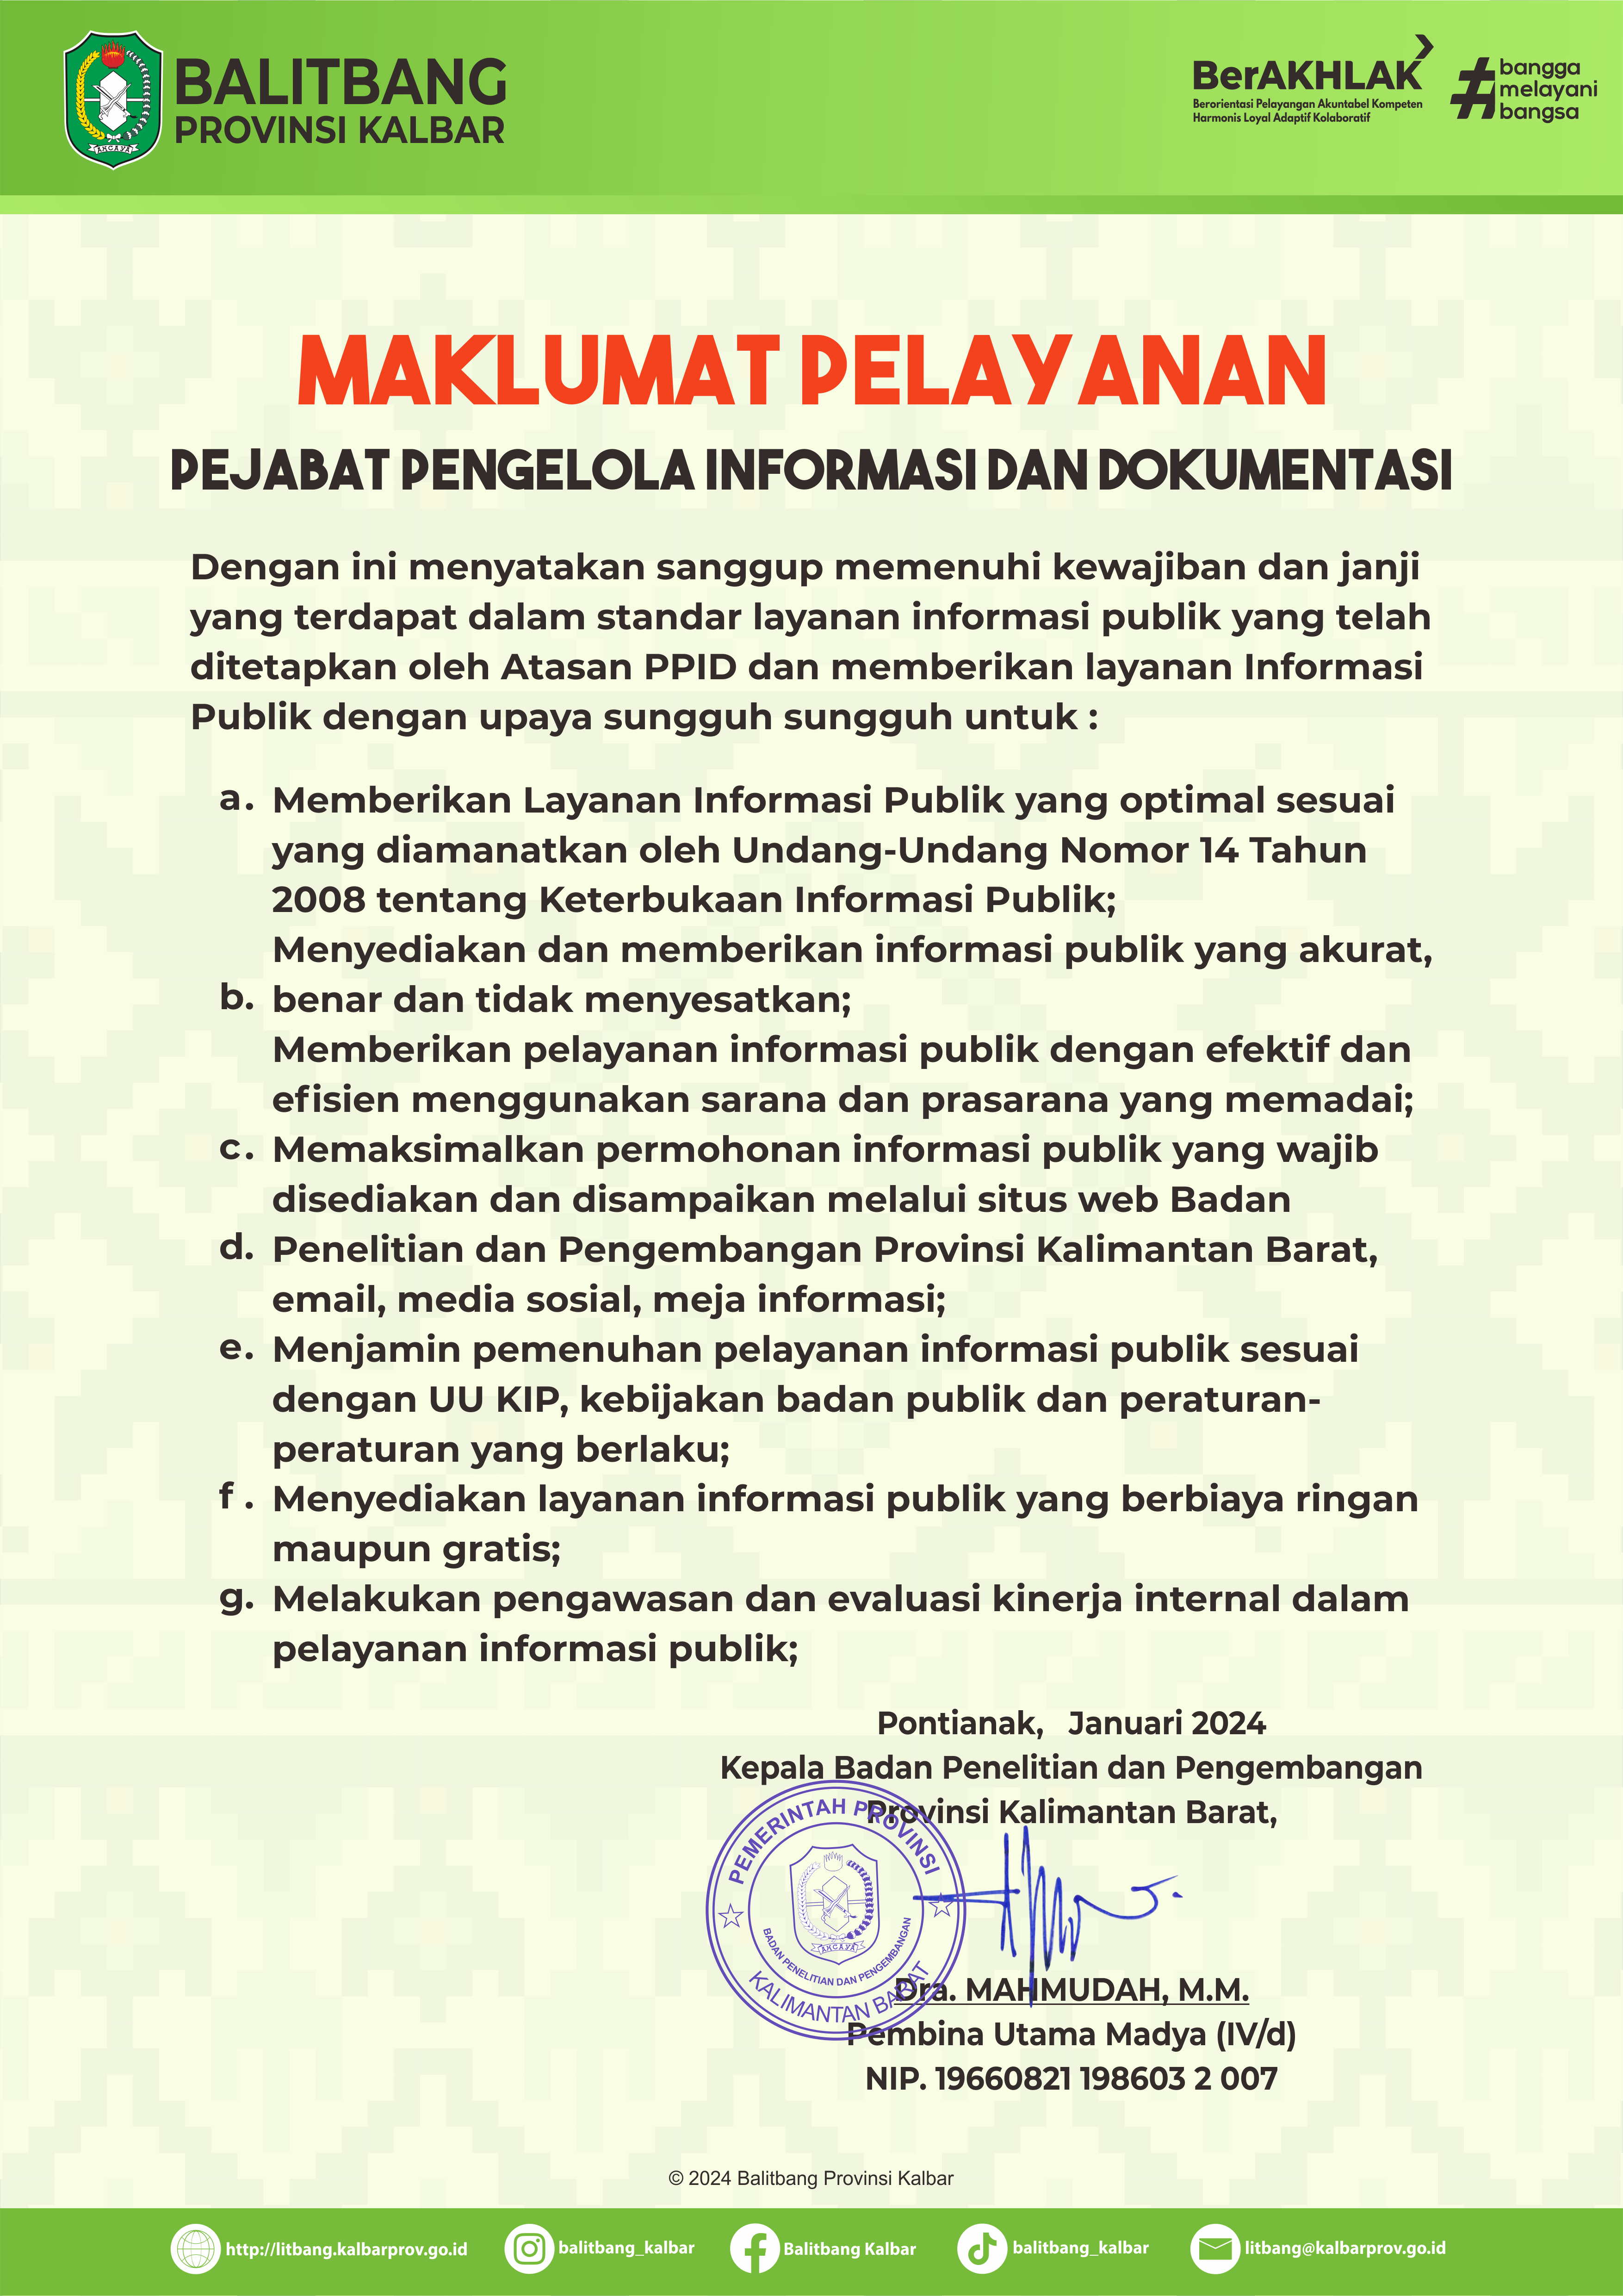 BALITBANG
PROVINSI KALBAR
AKCAYA
BerAKHLAK
Berorientasi Pelayangan Akuntabel Kompeten
Harmonis Loyal Adaptif Kolaboratif
#bangga
melayani
bangsa
MAKLUMAT PELAYANAN
PEJABAT PENGELOLA INFORMASI DAN DOKUMENTASI
Dengan ini menyatakan sanggup memenuhi kewajiban dan janji
yang terdapat dalam standar layanan informasi publik yang telah
ditetapkan oleh Atasan PPID dan memberikan layanan Informasi
Publik dengan upaya sungguh sungguh untuk :
a. Memberikan Layanan Informasi Publik yang optimal sesuai
yang diamanatkan oleh Undang-Undang Nomor 14 Tahun
2008 tentang Keterbukaan Informasi Publik;
Menyediakan dan memberikan informasi publik yang akurat,
b. benar dan tidak menyesatkan;
Memberikan pelayanan informasi publik dengan efektif dan
efisien menggunakan sarana dan prasarana yang memadai;
c. Memaksimalkan permohonan informasi publik yang wajib
disediakan dan disampaikan melalui situs web Badan
d. Penelitian dan Pengembangan Provinsi Kalimantan Barat,
email, media sosial, meja informasi;
e. Menjamin pemenuhan pelayanan informasi publik sesuai
dengan UU KIP, kebijakan badan publik dan peraturan-
peraturan yang berlaku;
f . Menyediakan layanan informasi publik yang berbiaya ringan
maupun gratis;
g. Melakukan pengawasan dan evaluasi kinerja internal dalam
pelayanan informasi publik;
Pontianak, Januari 2024
Kepala Badan Penelitian dan Pengembangan
Provinsi Kalimantan Barat,
PEMERINTAH PROVINSI
AKCAYA
BADAN PENELITIAN DAN PENGEMBANGAN
KALIMANTAN BARAT
Dra. MAHMUDAH, M.M.
Pembina Utama Madya (IV/d)
NIP. 19660821 198603 2 007
© 2024 Balitbang Provinsi Kalbar
http://litbang.kalbarprov.go.id
balitbang_kalbar
Balitbang Kalbar
balitbang_kalbar
litbang@kalbarprov.go.id